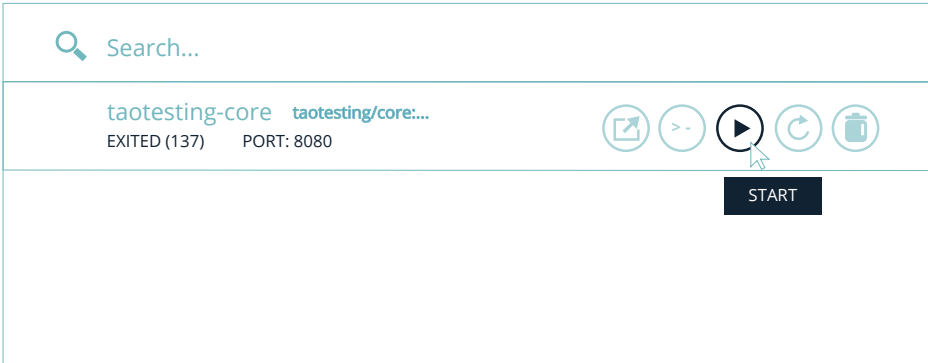 Search...
taotesting-core taotesting/core:...
EXITED (137) PORT: 8080
>-
START